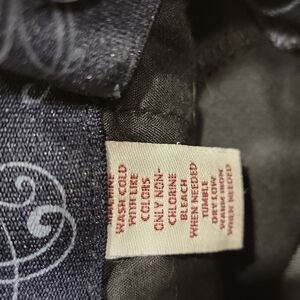 MACHINE
WASH COLD
WITH LIKE
COLORS
ONLY NON-
CHLORINE
BLEACH
WHEN NEEDED
TUMBLE
DRY LOW
WARM IRON
WHEN NEEDED